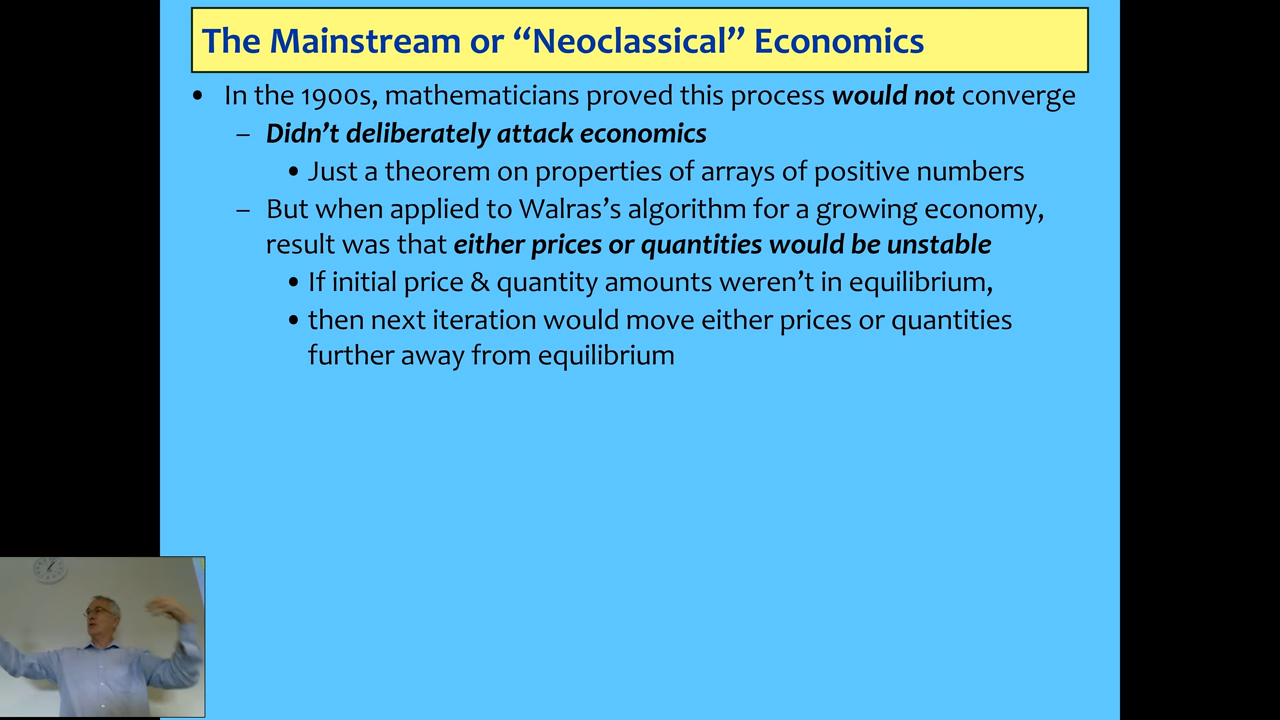 The Mainstream or “Neoclassical” Economics
• In the 1900s, mathematicians proved this process would not converge
– Didn’t deliberately attack economics
• Just a theorem on properties of arrays of positive numbers
– But when applied to Walras’s algorithm for a growing economy,
result was that either prices or quantities would be unstable
• If initial price & quantity amounts weren’t in equilibrium,
• then next iteration would move either prices or quantities
further away from equilibrium